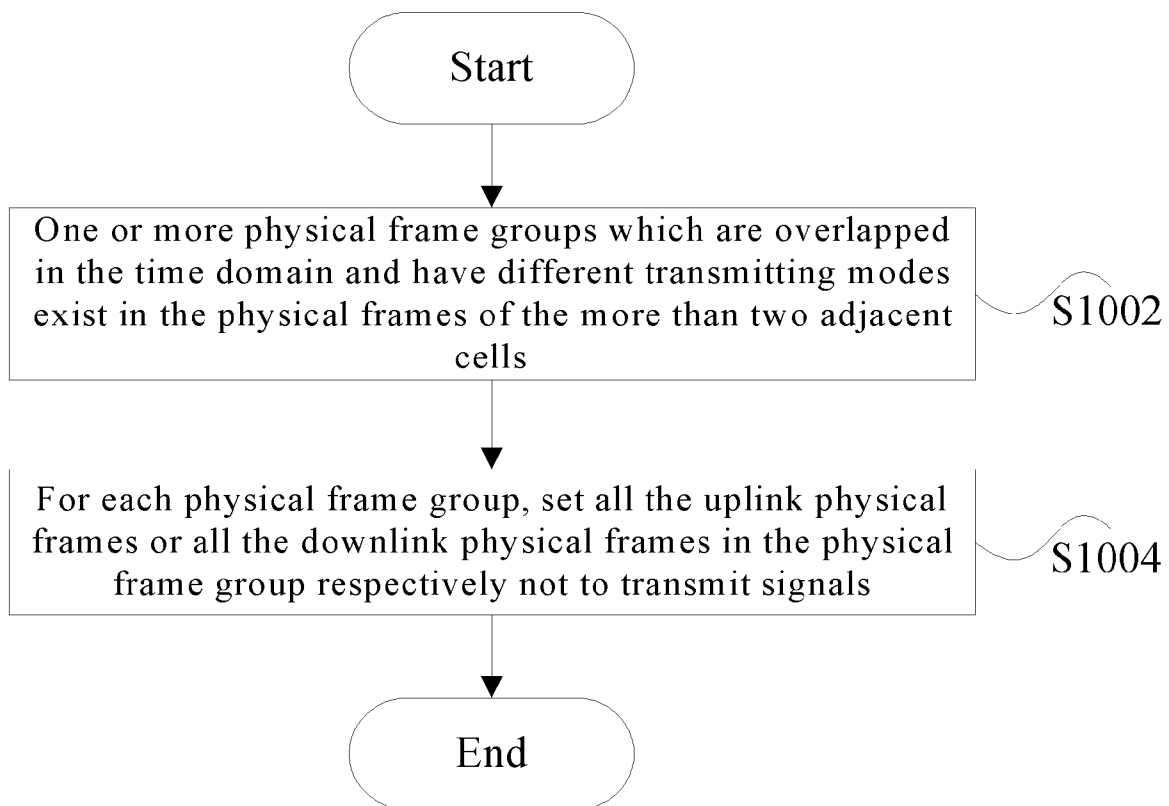 Start
One or more physical frame groups which are overlapped
in the time domain and have different transmitting modes
exist in the physical frames of the more than two adjacent
cells
S1002
For each physical frame group, set all the uplink physical
frames or all the downlink physical frames in the physical
frame group respectively not to transmit signals
S1004
End